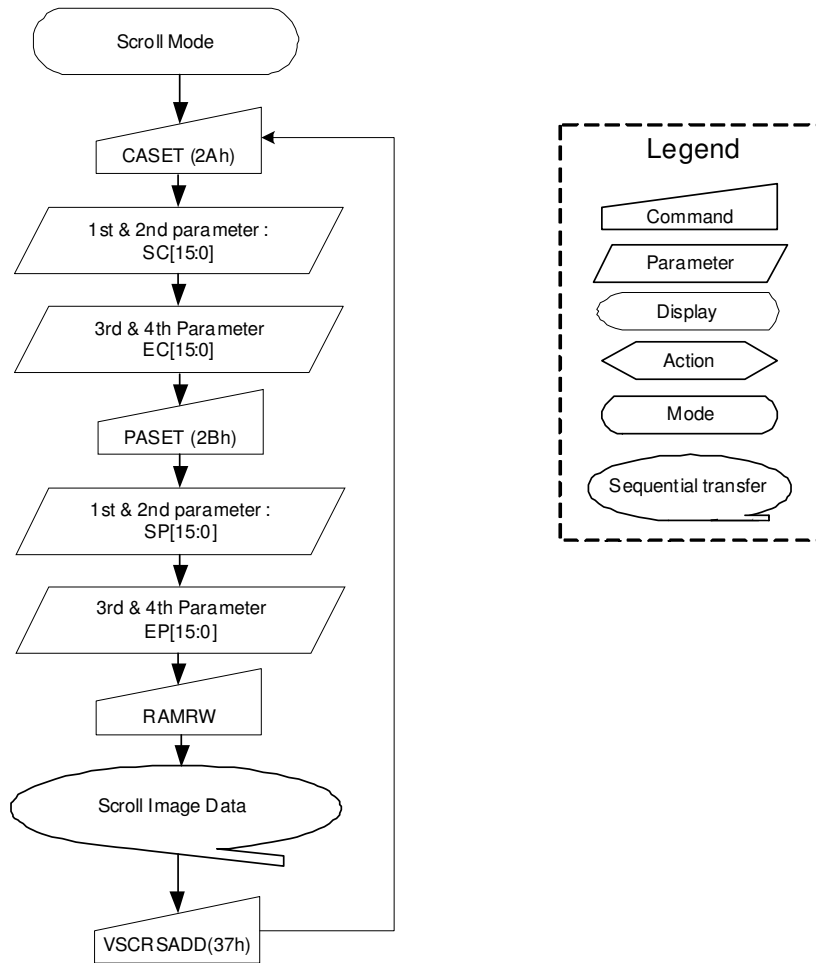 Scroll Mode
CASET (2Ah)
1st & 2nd parameter :
SC[15:0]
3rd & 4th Parameter
EC[15:0]
PASET (2Bh)
1st & 2nd parameter :
SP[15:0]
3rd & 4th Parameter
EP[15:0]
RAMRW
Scroll Image Data
VSCRSADD(37h)
Legend
Command
Parameter
Display
Action
Mode
Sequential transfer